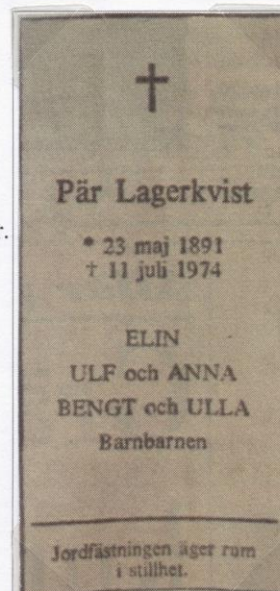 Pär Lagerkvist
* 23 maj 1891
† 11 juli 1974
ELIN
ULF och ANNA
BENGT och ULLA
Barnbarnen
Jordfästningen äger rum
i stillhet.